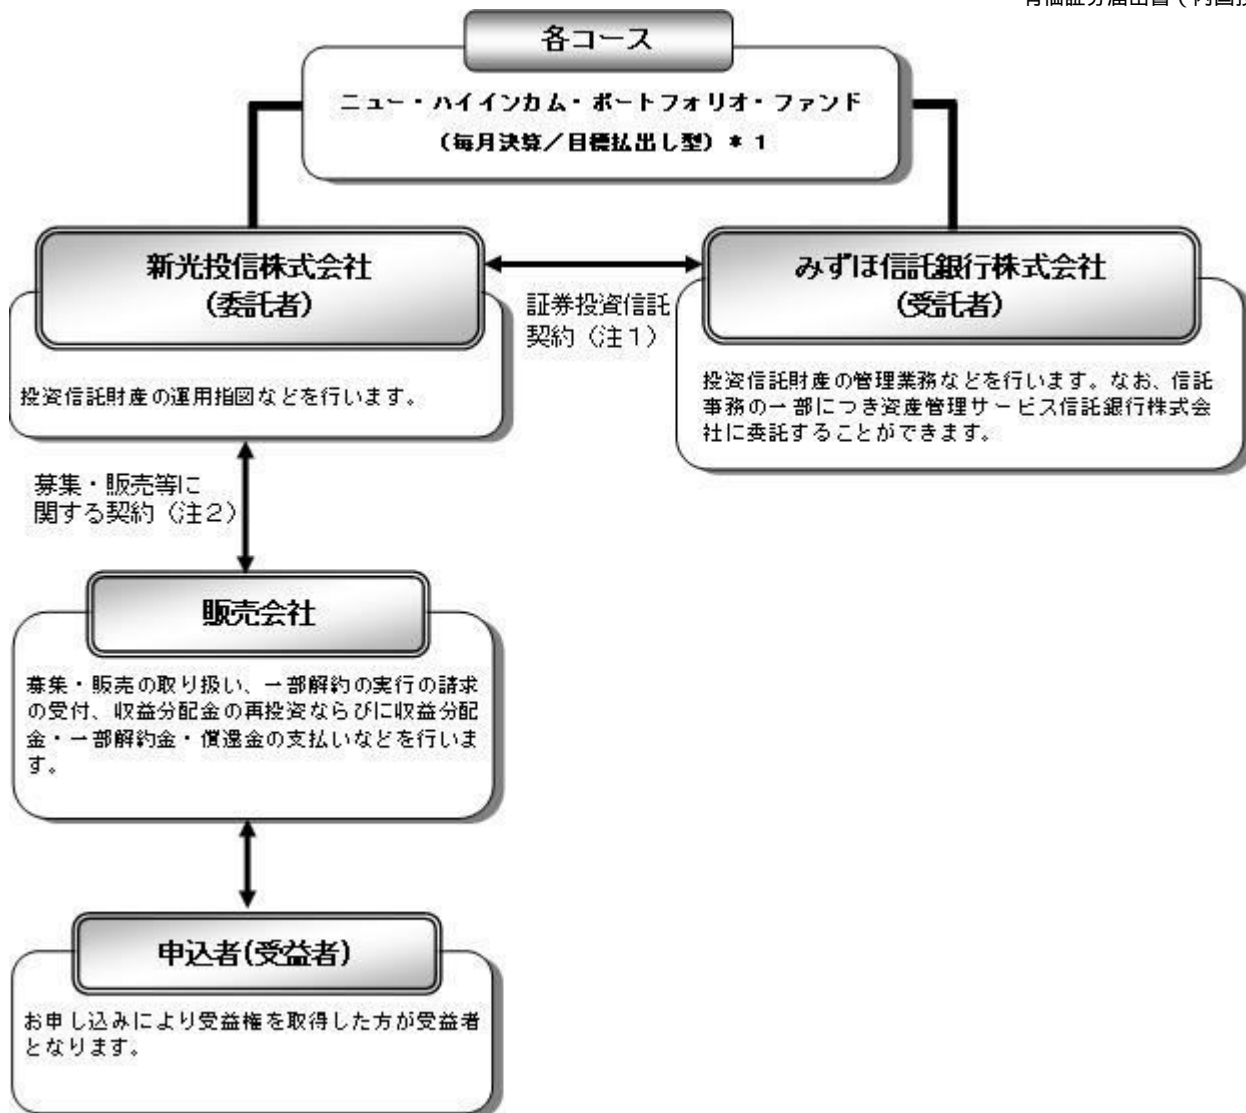 有価証券届出書（内国投
各コース
ニュー・ハイインカム・ポートフォリオ・ファンド
（毎月決算／目標払出し型）＊１
新光投信株式会社
(委託者)
投資信託財産の運用指図などを行います。
証券投資信託
契約（注１）
みずほ信託銀行株式会社
(受託者)
投資信託財産の管理業務などを行います。なお、信託
事務の一部につき資産管理サービス信託銀行株式会
社に委託することができます。
募集・販売等に
関する契約（注２）
販売会社
募集・販売の取り扱い、一部解約の実行の請求
の受付、収益分配金の再投資ならびに収益分配
金・一部解約金・償還金の支払いなどを行いま
す。
申込者(受益者)
お申し込みにより受益権を取得した方が受益者
となります。